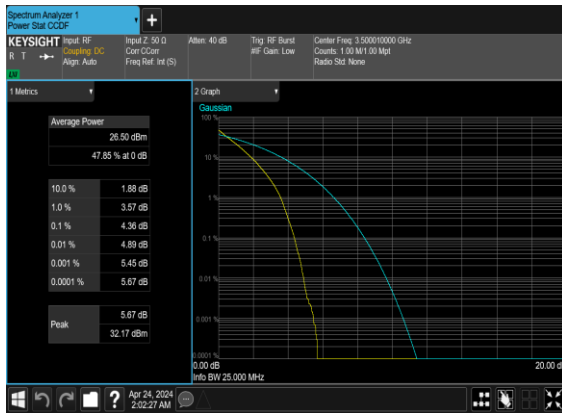 Spectrum Analyzer 1
Power Stat CCDF
KEYSIGHT
R T
LXI
Input: RF
Coupling: DC
Align: Auto
Input Z: 50 Ω
Corr CCorr
Freq Ref: Int (S)
Atten: 40 dB
Trig: RF Burst
#IF Gain: Low
Center Freq: 3.500010000 GHz
Counts: 1.00 M/1.00 Mpt
Radio Std: None
1 Metrics
Average Power
26.50 dBm
47.85 % at 0 dB
10.0 % 1.88 dB
1.0 % 3.57 dB
0.1 % 4.36 dB
0.01 % 4.89 dB
0.001 % 5.45 dB
0.0001 % 5.67 dB
Peak
5.67 dB
32.17 dBm
2 Graph
Gaussian
100 %
10 %
1 %
0.1 %
0.01 %
0.001 %
0.0001 %
0.00 dB
20.00 d
Info BW 25.000 MHz
?
Apr 24, 2024
2:02:27 AM